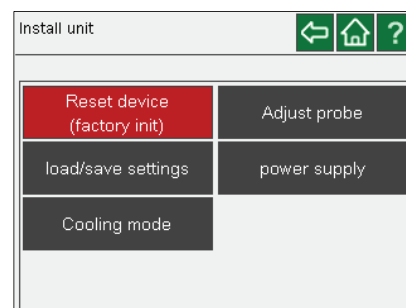 Install unit
?
Reset device
(factory init)
Adjust probe
load/save settings
power supply
Cooling mode